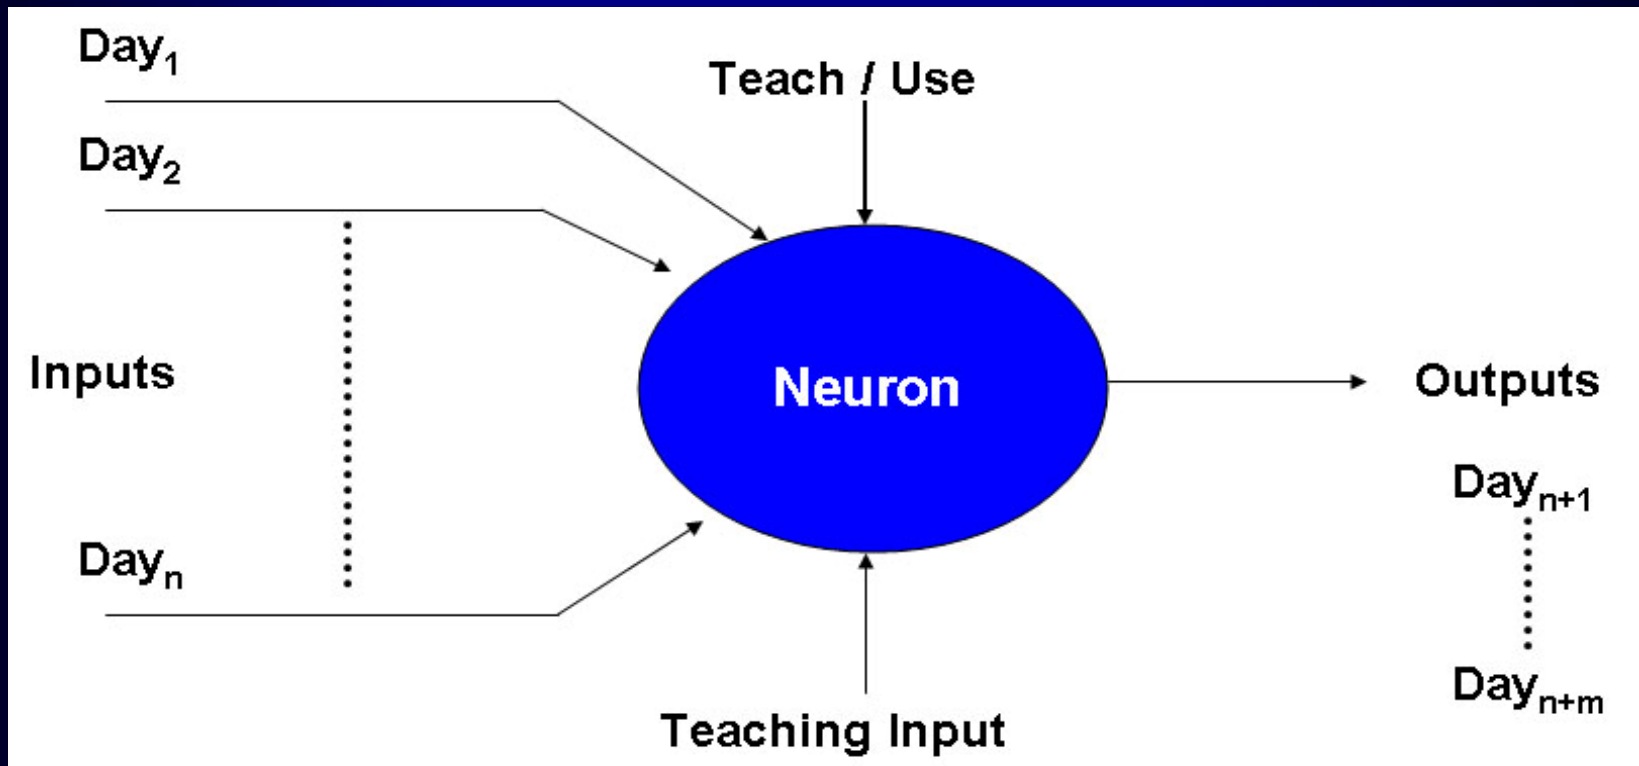 Day₁
Teach / Use
Day₂
Inputs
Neuron
Outputs
Dayₙ₊₁
Dayₙ
Dayₙ₊ₘ
Teaching Input